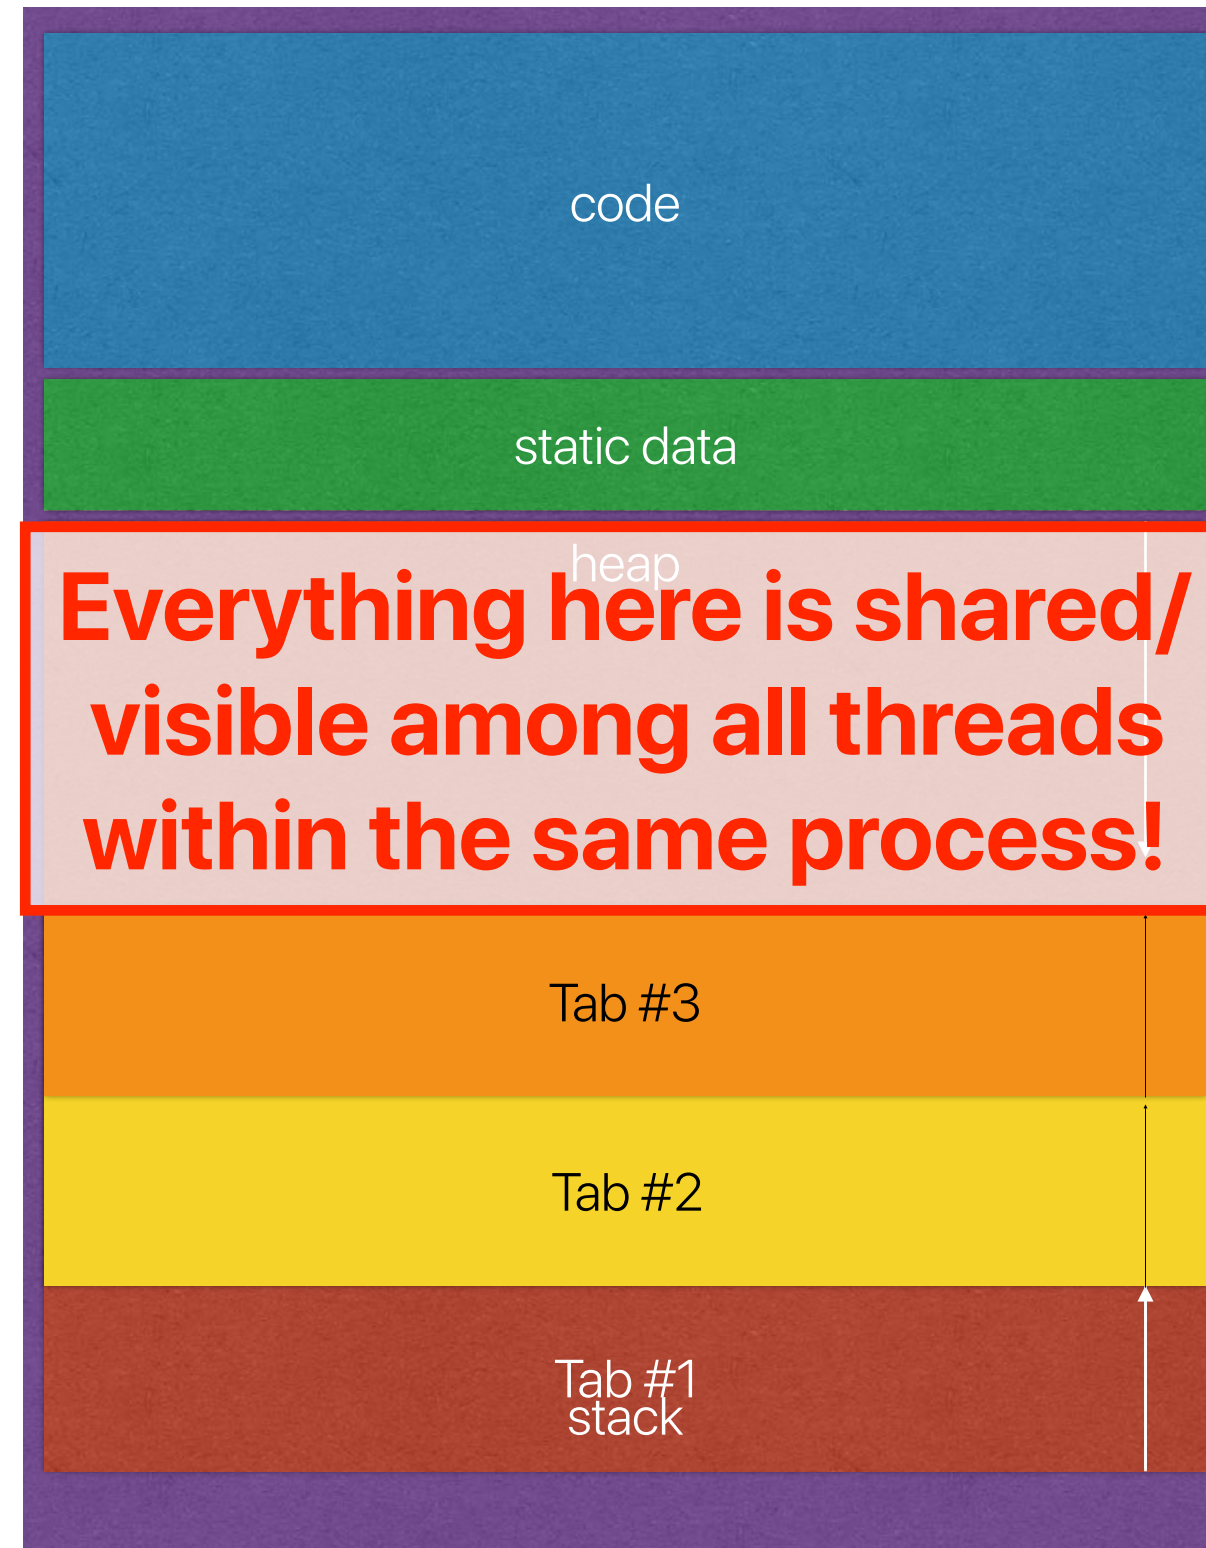 code
static data
heap
Everything here is shared/
visible among all threads
within the same process!
Tab #3
Tab #2
Tab #1
stack